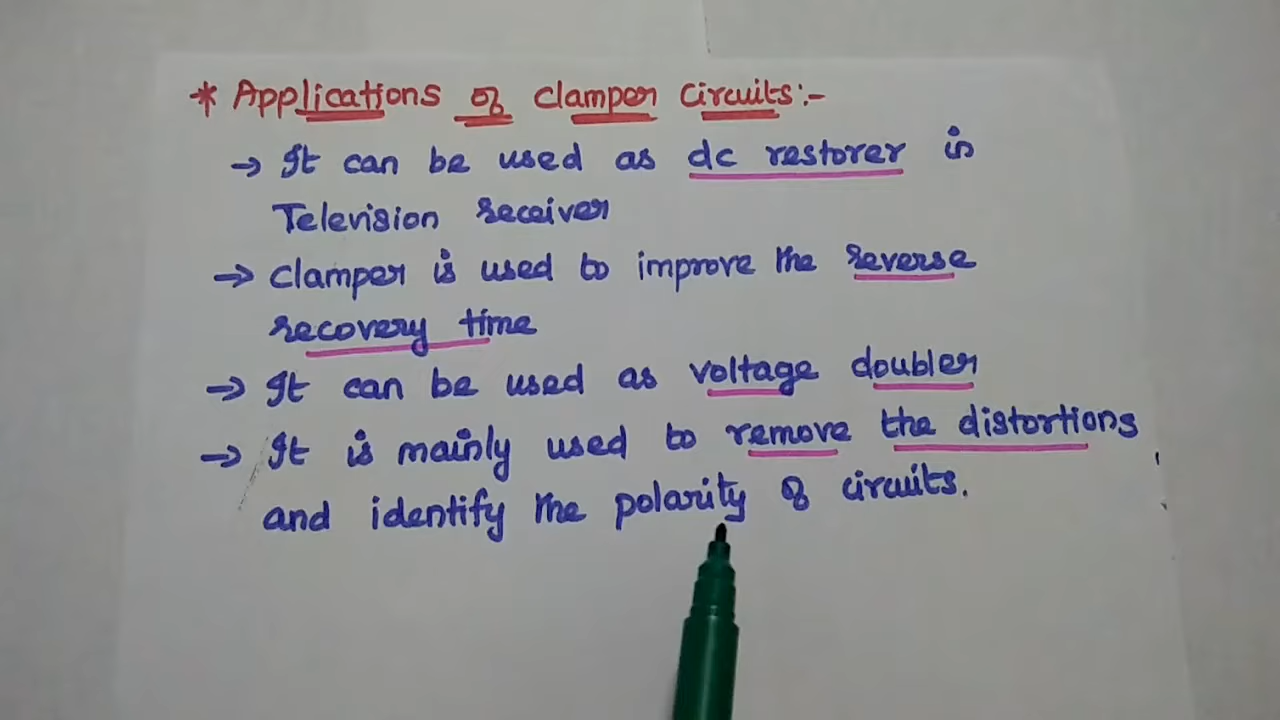 * Applications of clamper circuits:-
→ It can be used as dc restorer in
Television receiver
→ clamper is used to improve the reverse
recovery time
→ It can be used as voltage doubler
→ It is mainly used to remove the distortions
and identify the polarity of circuits.